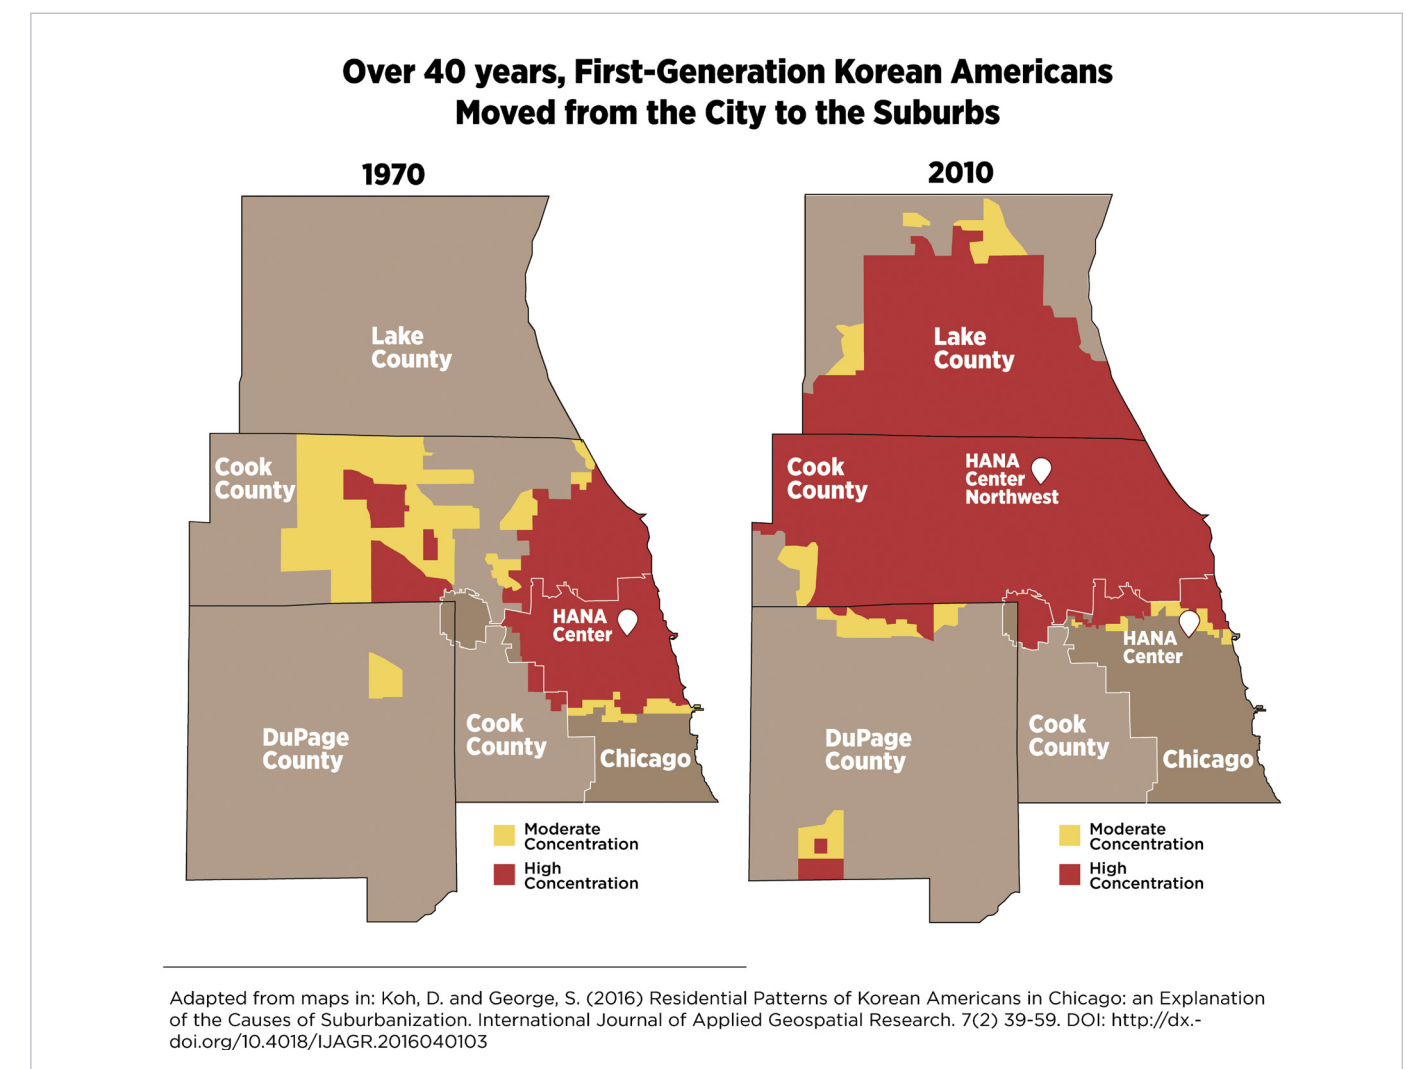 Over 40 years, First-Generation Korean Americans
Moved from the City to the Suburbs
1970
Lake
County
Cook
County
HANA
Center
DuPage
County
Cook
County
Chicago
Moderate
Concentration
High
Concentration
2010
Lake
County
Cook
County
HANA
Center
Northwest
HANA
Center
DuPage
County
Cook
County
Chicago
Moderate
Concentration
High
Concentration
Adapted from maps in: Koh, D. and George, S. (2016) Residential Patterns of Korean Americans in Chicago: an Explanation
of the Causes of Suburbanization. International Journal of Applied Geospatial Research. 7(2) 39-59. DOI: http://dx.-
doi.org/10.4018/IJAGR.2016040103